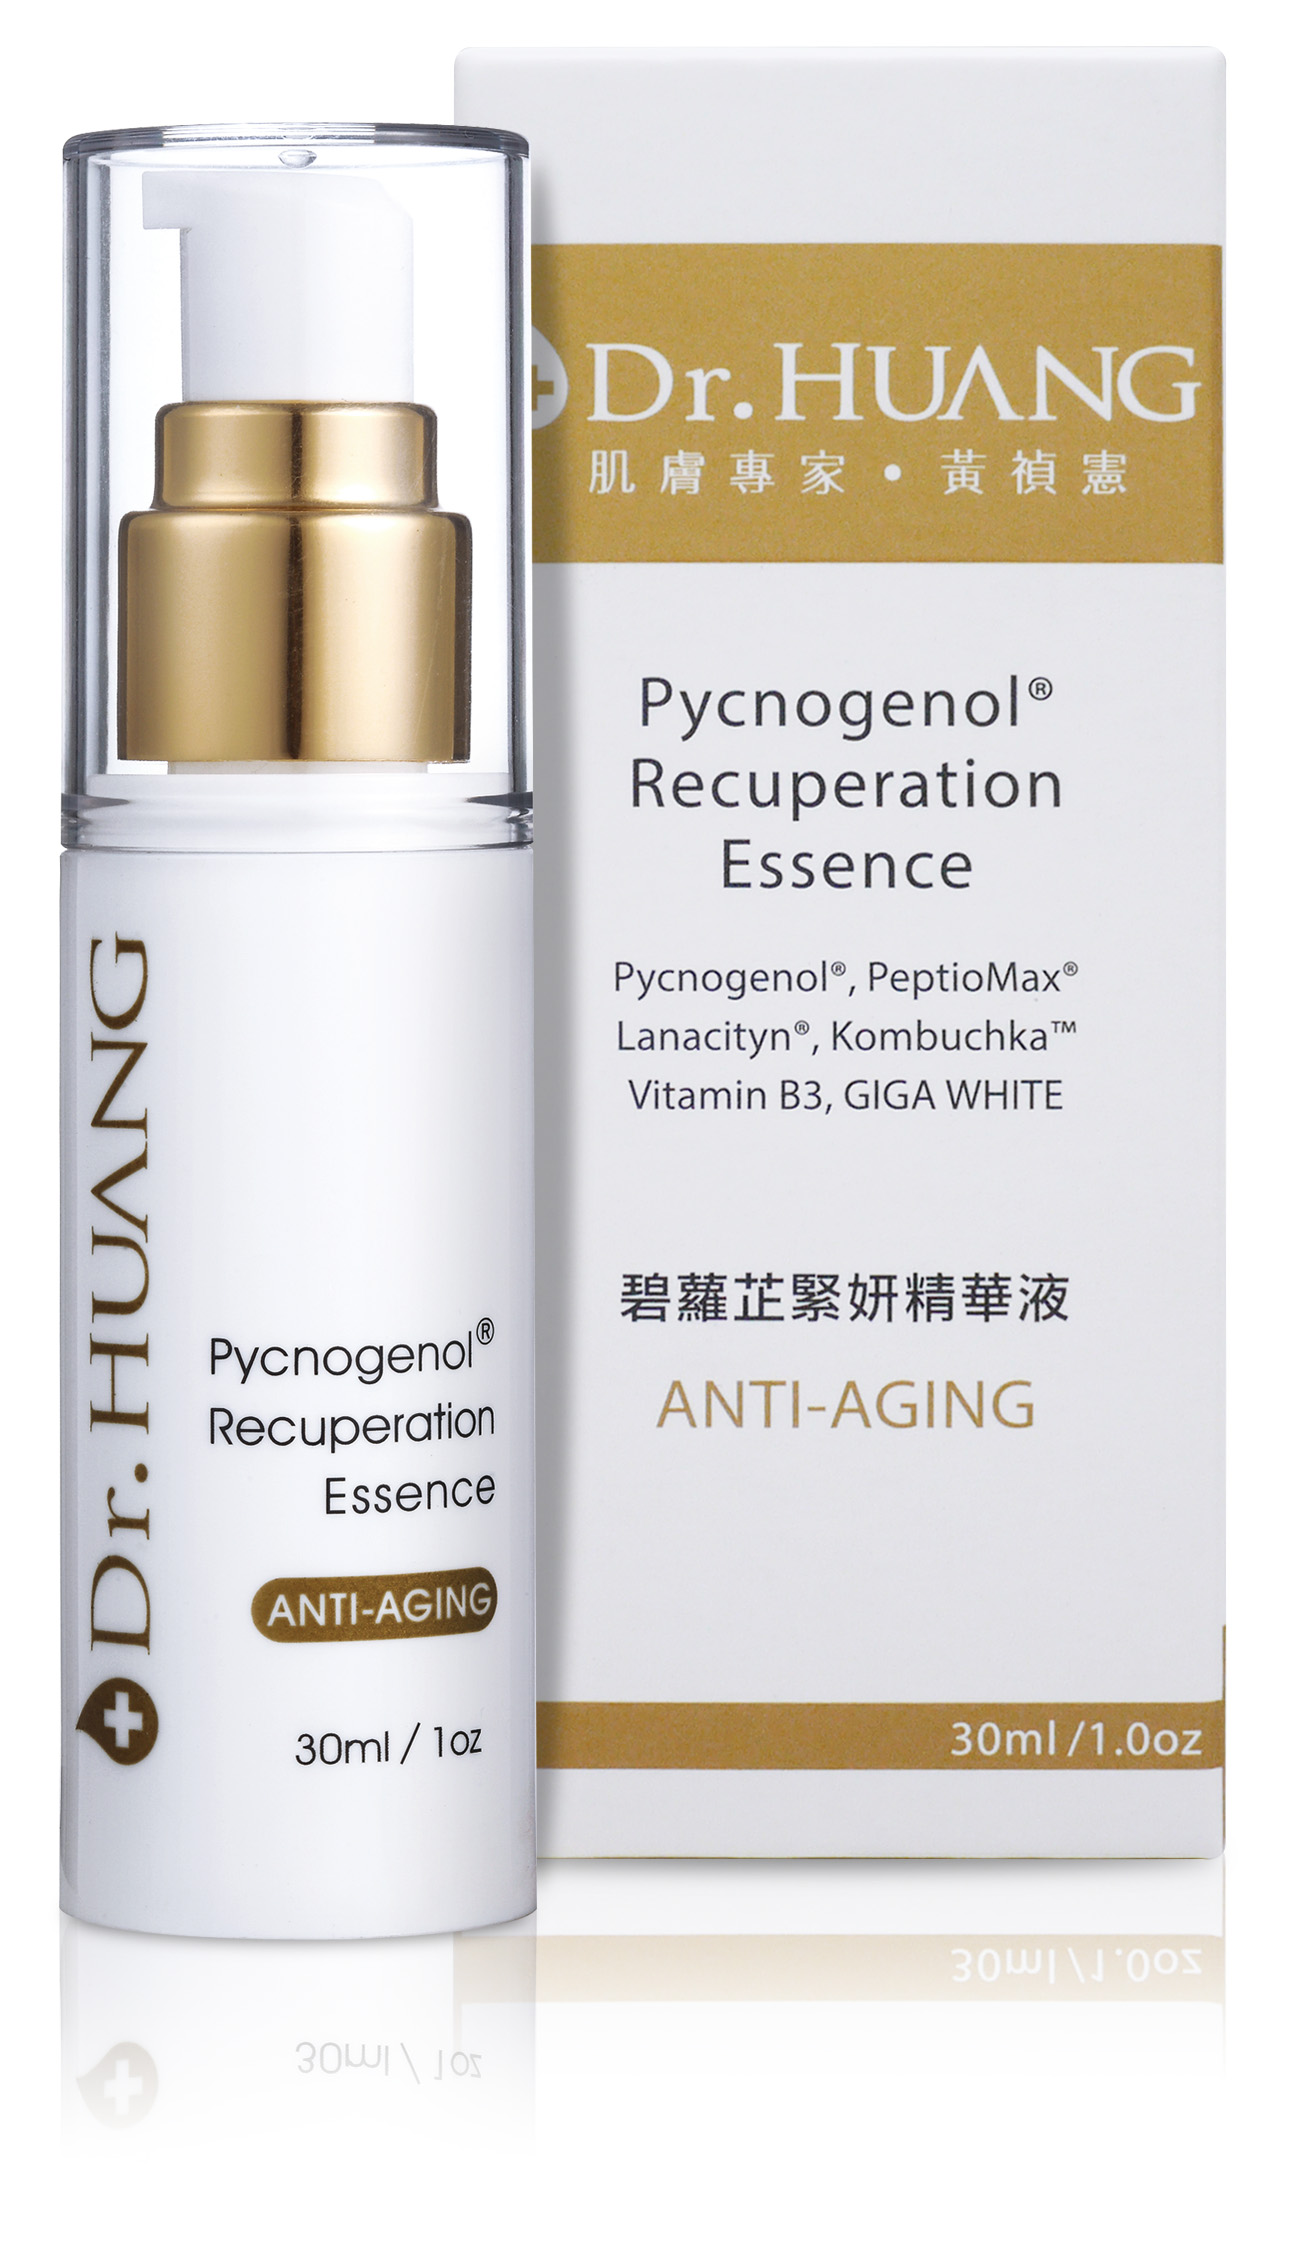 Dr. HUANG
Pycnogenol®
Recuperation
Essence
ANTI-AGING
30ml / 1oz
Dr. HUANG
肌膚專家・黃禎憲
Pycnogenol®
Recuperation
Essence
Pycnogenol®, PeptioMax®
Lanacityn®, Kombuchka™
Vitamin B3, GIGA WHITE
碧蘿芷緊妍精華液
ANTI-AGING
30ml /1.0oz